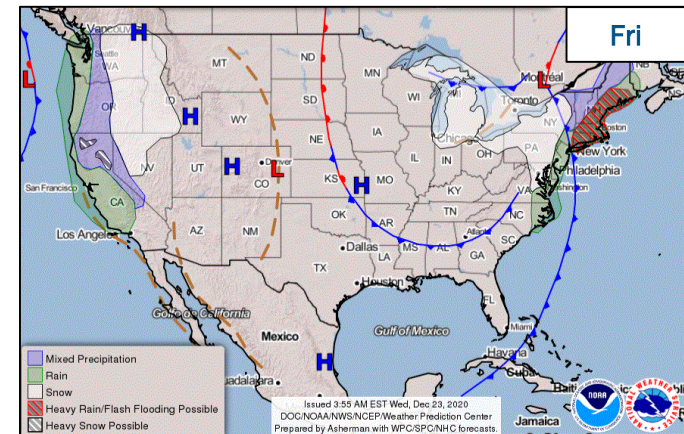 Fri
Vancouver
Seattle
WA
MT
ND
MN
Montréal
NB
OR
ID
SD
WI
MI
Toronto
NY
Boston
WY
NE
IA
Chicago
PA
New York
NV
UT
Denver
CO
KS
MO
IL
IN
OH
Philadelphia
San Francisco
CA
KY
VA
Washington
Los Angeles
AZ
NM
OK
AR
TN
NC
Atlanta
SC
Dallas
LA
MS
AL
GA
TX
Houston
FL
Golfo de California
Mexico
Gulf of Mexico
Miami
Havana
Cuba
Guadalajara
Jamaica
H
H
H
H
H
L
L
L
Mixed Precipitation
Rain
Snow
Heavy Rain/Flash Flooding Possible
Heavy Snow Possible
Issued 3:55 AM EST Wed, Dec 23, 2020
DOC/NOAA/NWS/NCEP/Weather Prediction Center
Prepared by Asherman with WPC/SPC/NHC forecasts.
NOAA